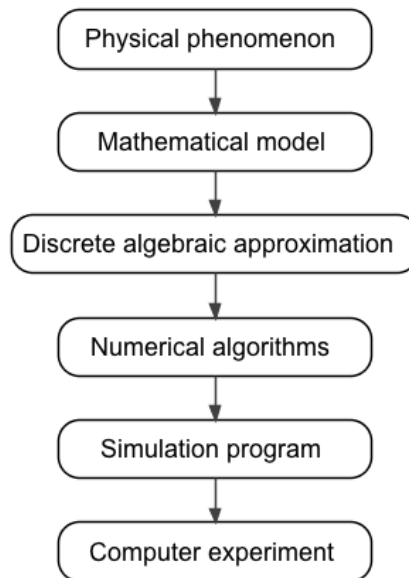 Physical phenomenon
Mathematical model
Discrete algebraic approximation
Numerical algorithms
Simulation program
Computer experiment